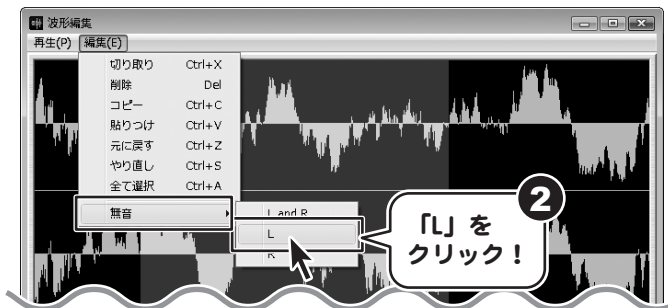 波形編集
再生(P) 編集(E)
切り取り Ctrl+X
削除 Del
コピー Ctrl+C
貼りつけ Ctrl+V
元に戻す Ctrl+Z
やり直し Ctrl+S
全て選択 Ctrl+A
無音
L and R
L
R
2
「L」を
クリック！